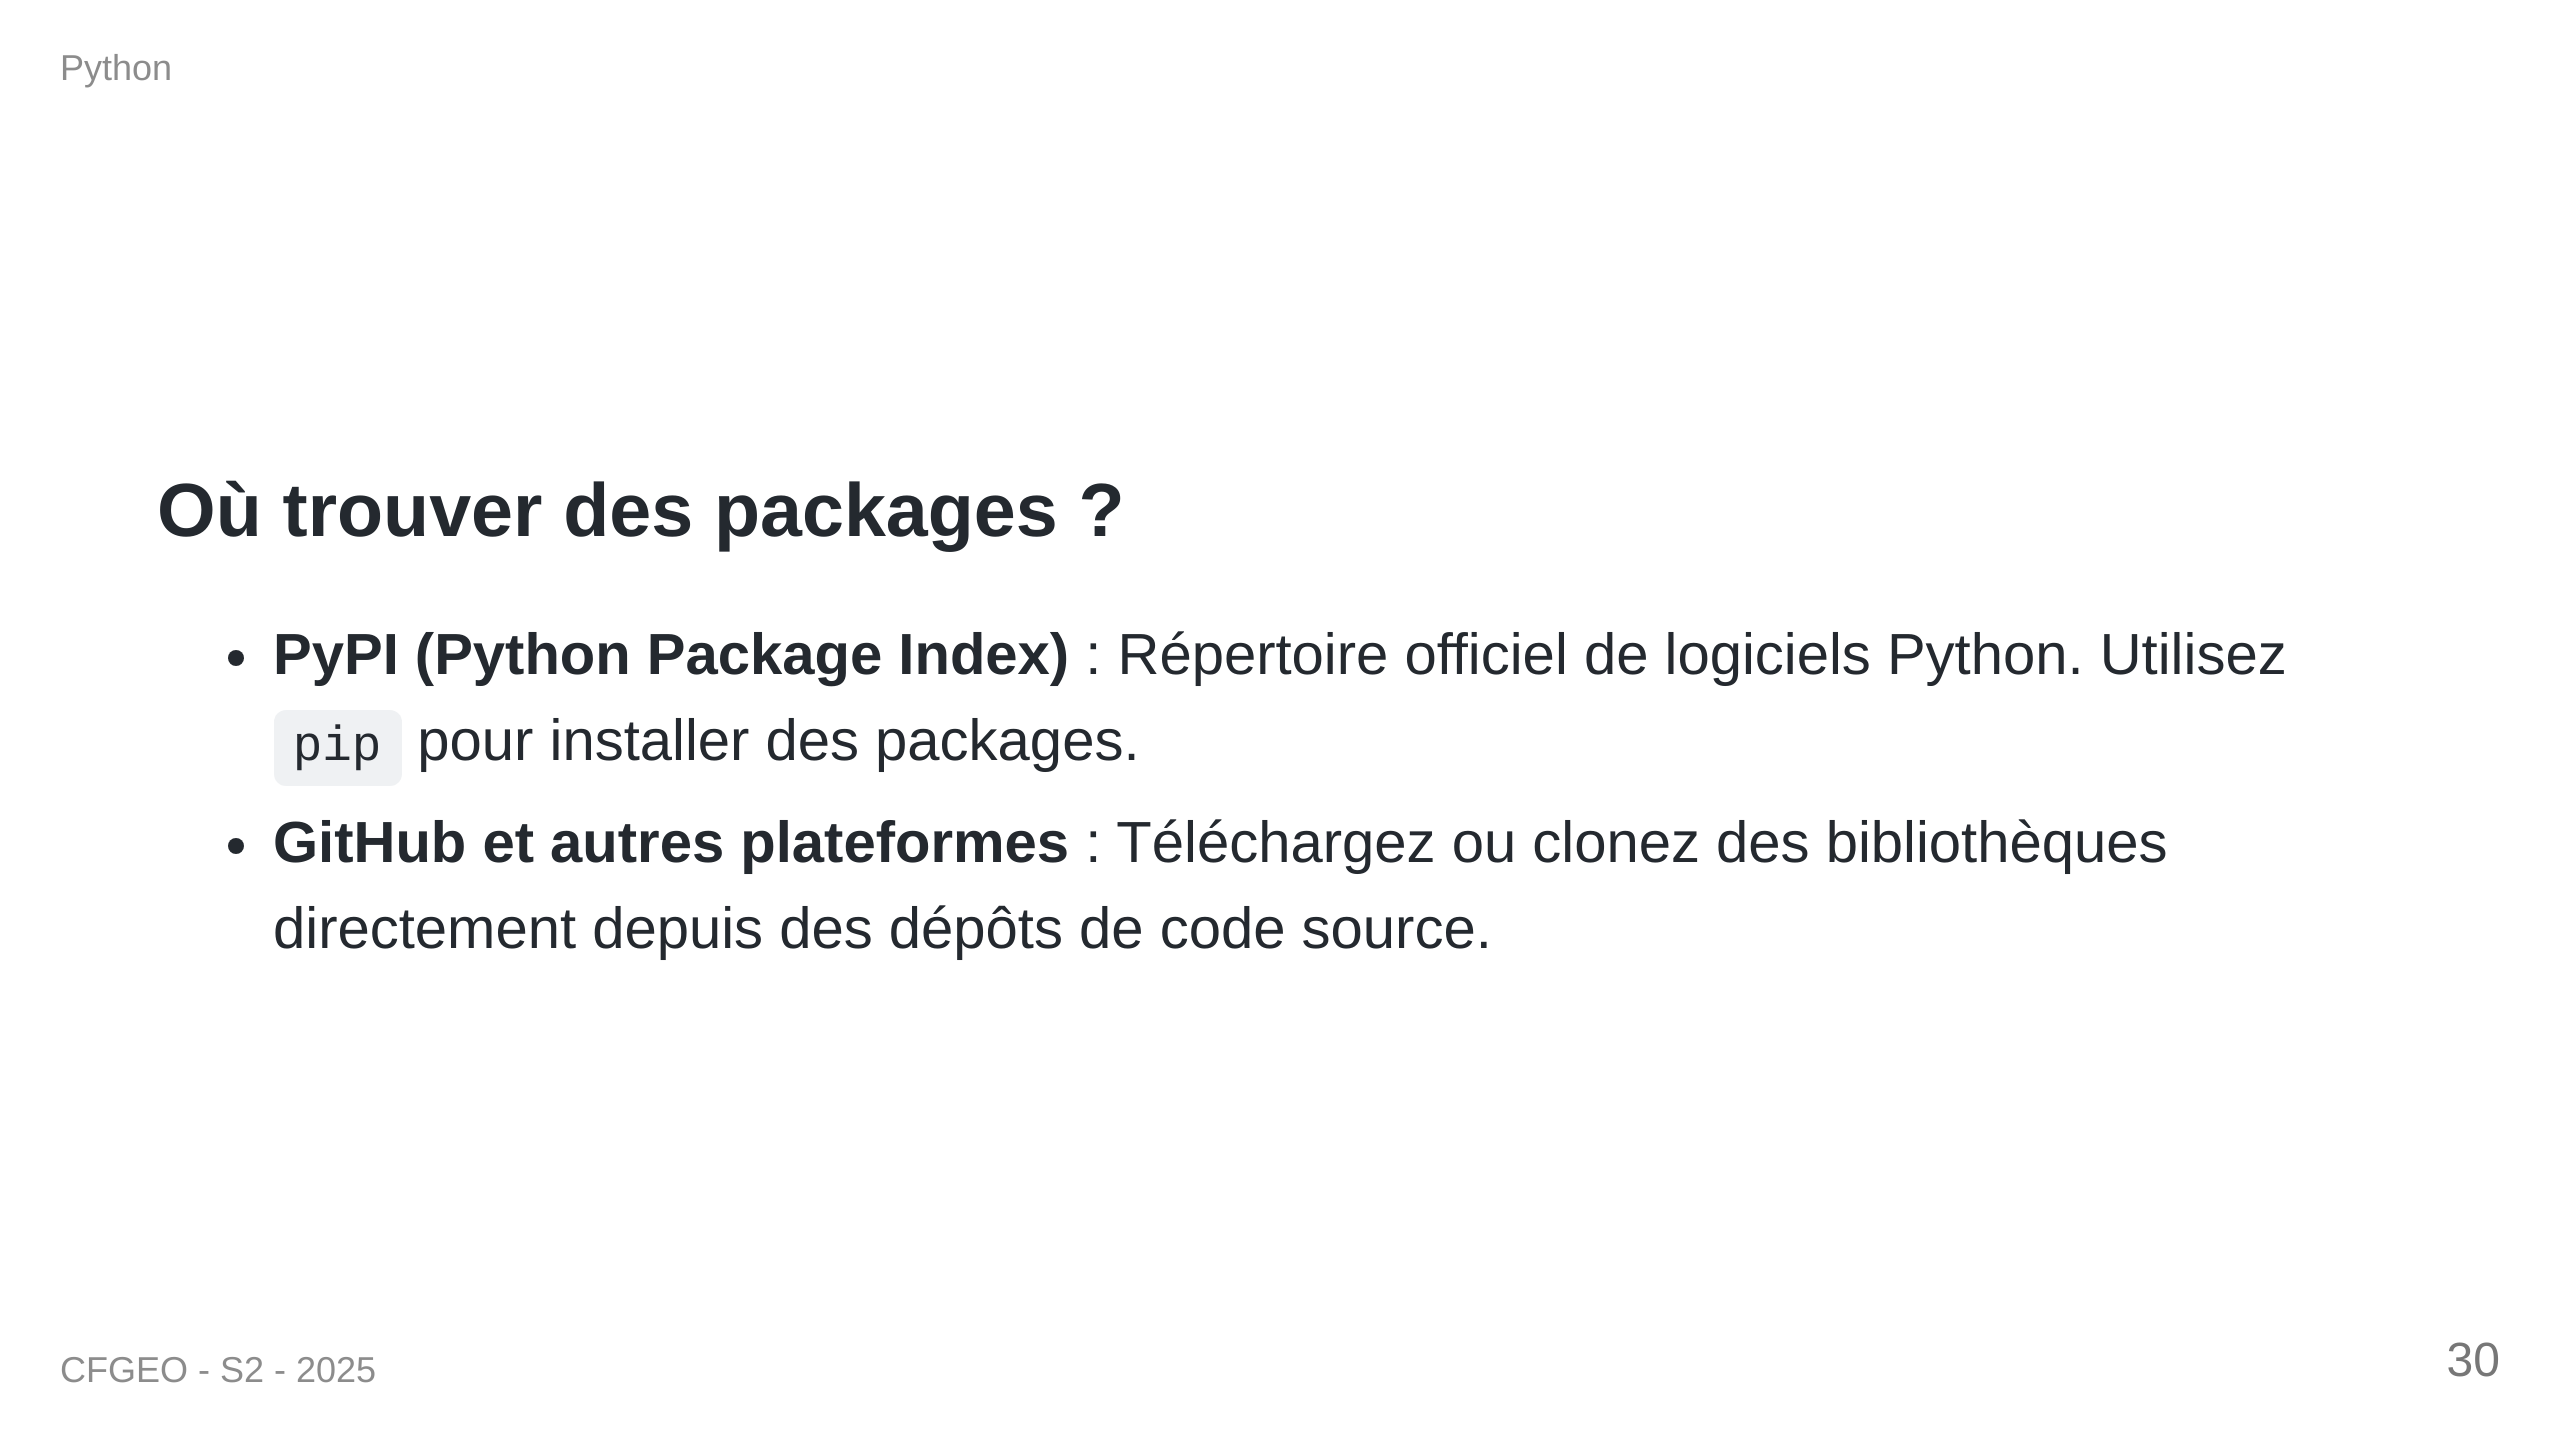 Python
Où trouver des packages ?
• PyPI (Python Package Index) : Répertoire officiel de logiciels Python. Utilisez
pip pour installer des packages.
• GitHub et autres plateformes : Téléchargez ou clonez des bibliothèques
directement depuis des dépôts de code source.
CFGEO - S2 - 2025
30